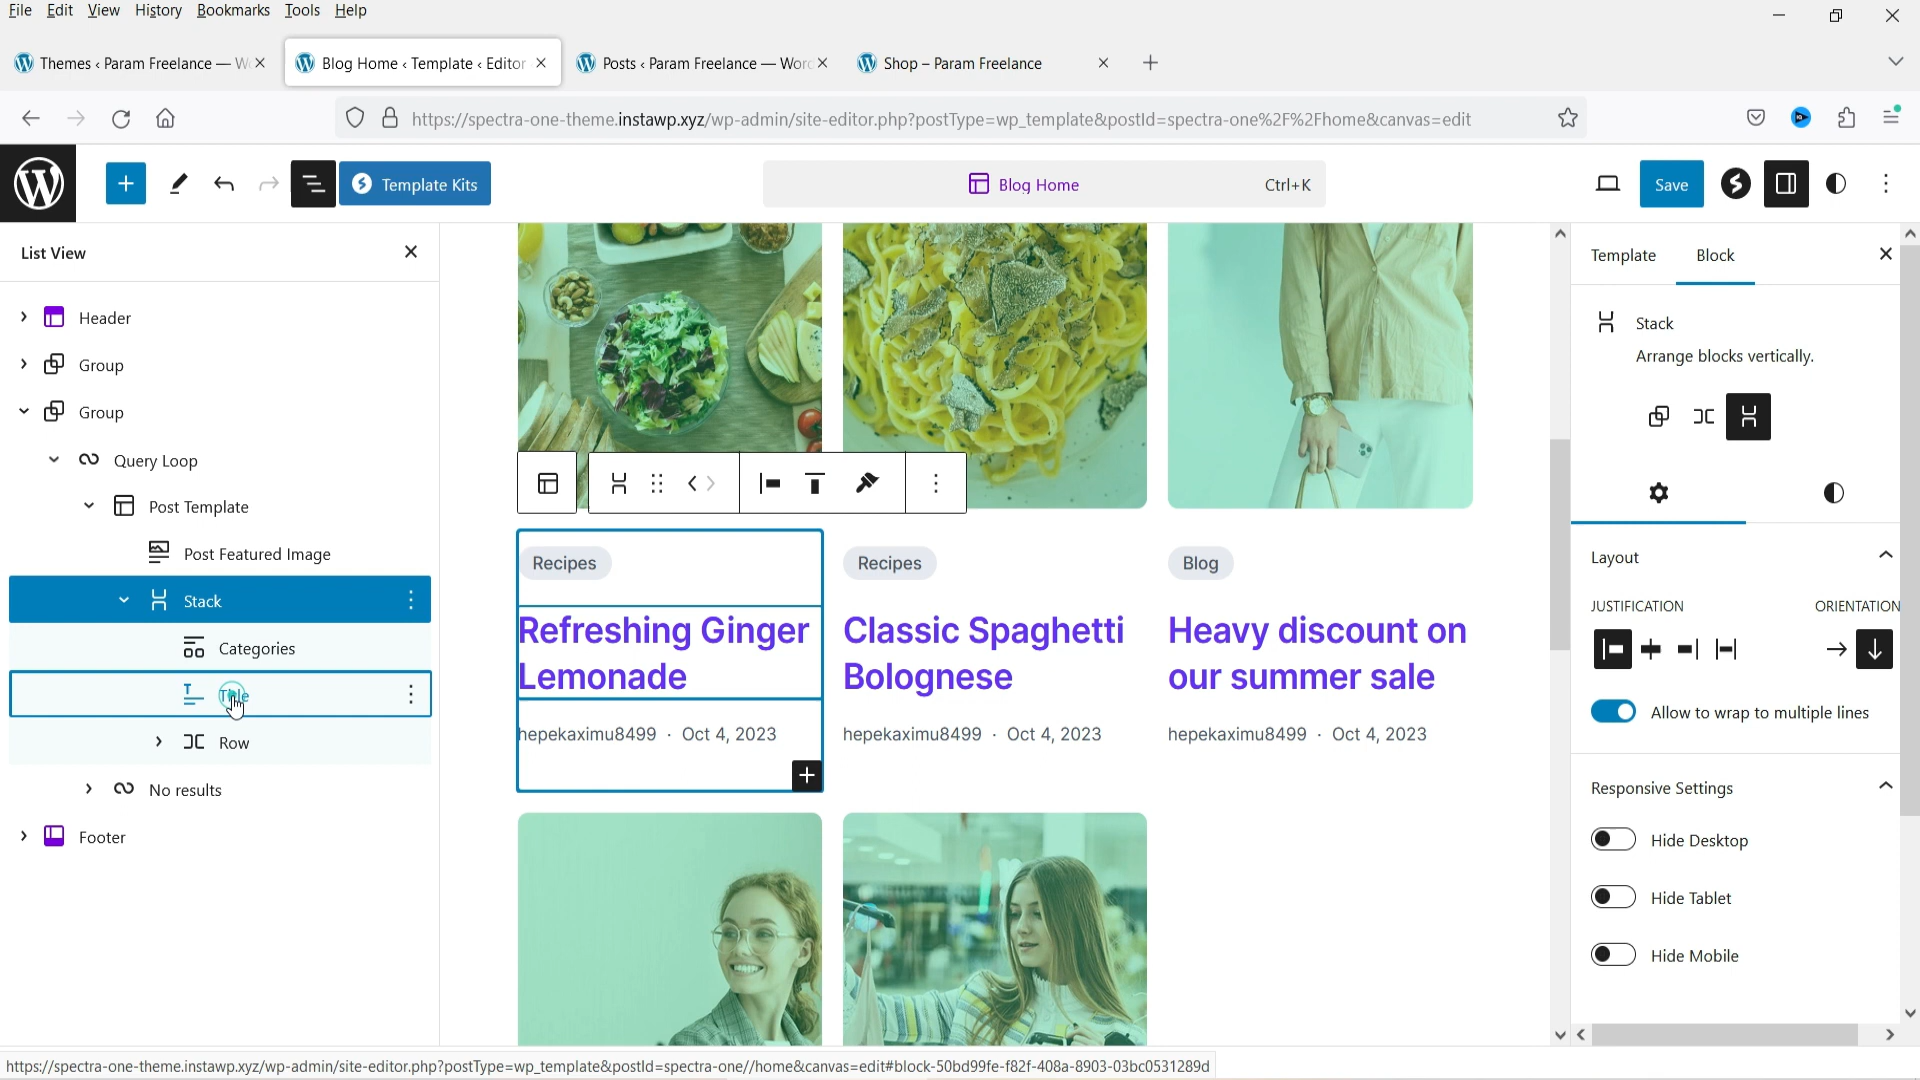 File Edit View History Bookmarks Tools Help
Themes ‹ Param Freelance — Wo
Blog Home ‹ Template ‹ Editor
Posts ‹ Param Freelance — Word
Shop – Param Freelance
https://spectra-one-theme.instawp.xyz/wp-admin/site-editor.php?postType=wp_template&postId=spectra-one%2F%2Fhome&canvas=edit
Template Kits
Blog Home
Ctrl+K
Save
List View
Header
Group
Group
Query Loop
Post Template
Post Featured Image
Stack
Categories
Title
Row
No results
Footer
Recipes
Refreshing Ginger
Lemonade
hepekaximu8499 · Oct 4, 2023
Recipes
Classic Spaghetti
Bolognese
hepekaximu8499 · Oct 4, 2023
Blog
Heavy discount on
our summer sale
hepekaximu8499 · Oct 4, 2023
Template Block
Stack
Arrange blocks vertically.
Layout
JUSTIFICATION ORIENTATION
Allow to wrap to multiple lines
Responsive Settings
Hide Desktop
Hide Tablet
Hide Mobile
https://spectra-one-theme.instawp.xyz/wp-admin/site-editor.php?postType=wp_template&postId=spectra-one//home&canvas=edit#block-50bd99fe-f82f-408a-8903-03bc0531289d